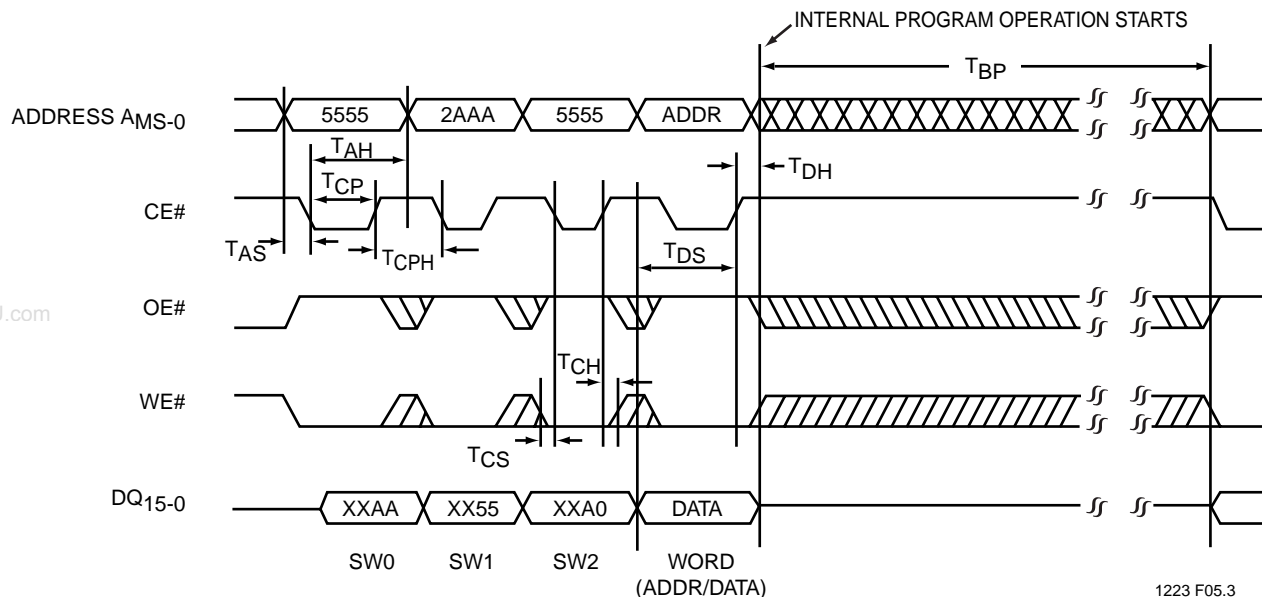 INTERNAL PROGRAM OPERATION STARTS
TBP
ADDRESS AMS-0
5555 2AAA 5555 ADDR
TAH
TDH
TCP
CE#
TAS
TCPH
TDS
OE#
J.com
TCH
WE#
TCS
DQ15-0
XXAA XX55 XXA0 DATA
SW0 SW1 SW2 WORD
(ADDR/DATA)
1223 F05.3